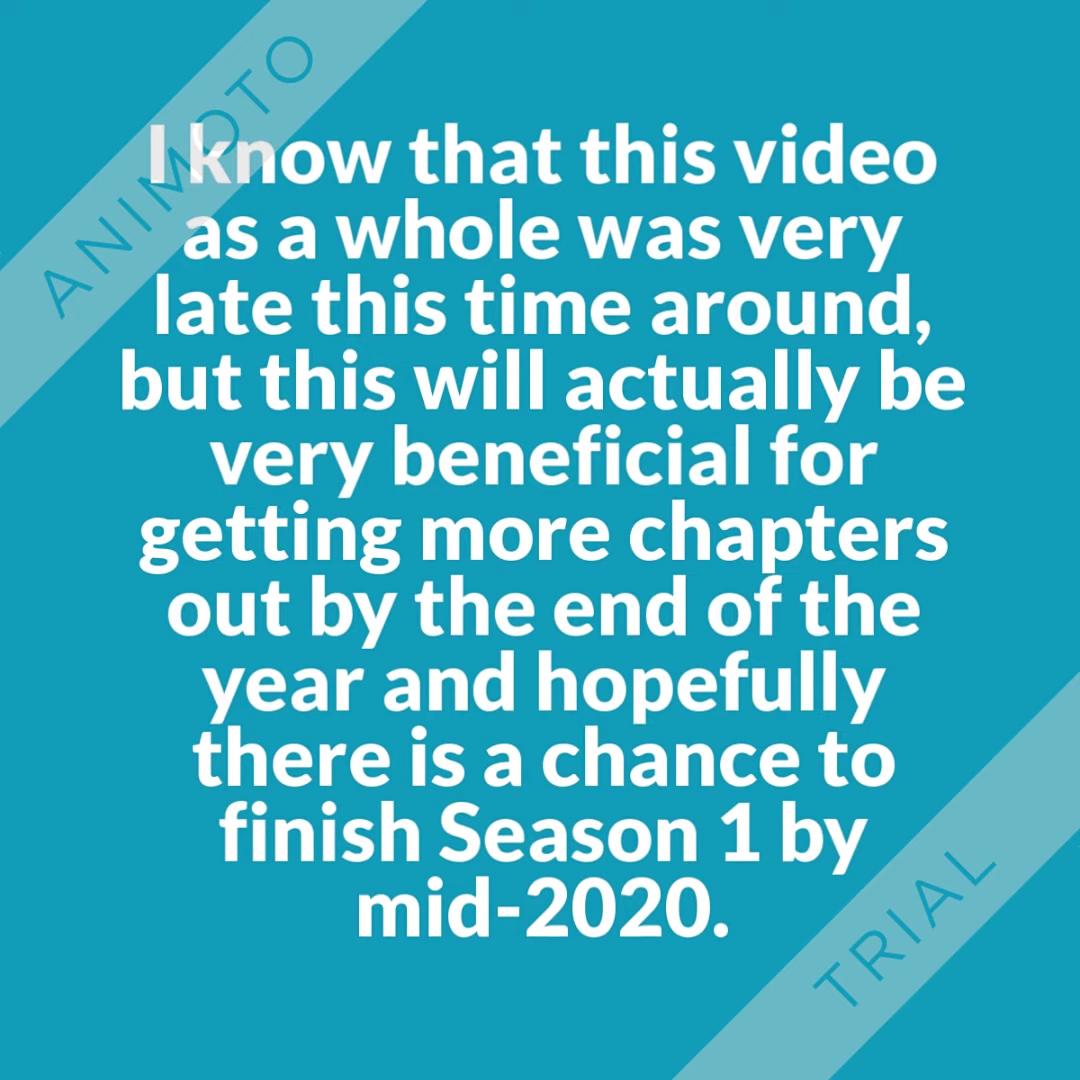 ANIMOTO
I know that this video
as a whole was very
late this time around,
but this will actually be
very beneficial for
getting more chapters
out by the end of the
year and hopefully
there is a chance to
finish Season 1 by
mid-2020.
TRIAL